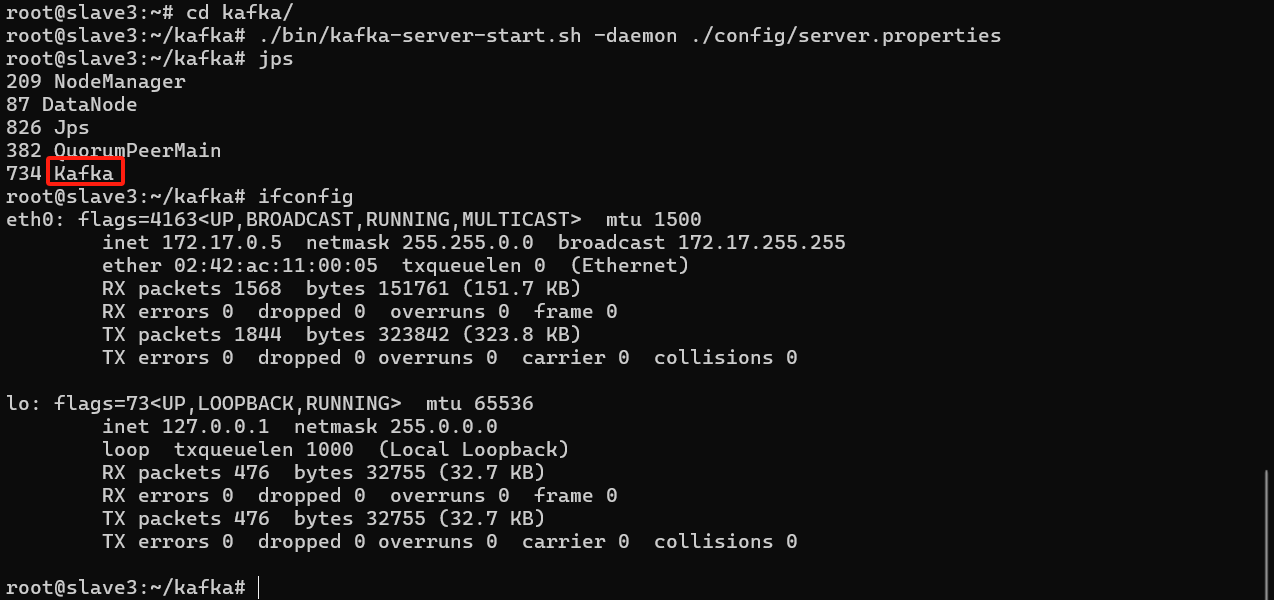 root@slave3:~# cd kafka/
root@slave3:~/kafka# ./bin/kafka-server-start.sh -daemon ./config/server.properties
root@slave3:~/kafka# jps
209 NodeManager
87 DataNode
826 Jps
382 QuorumPeerMain
734 Kafka
root@slave3:~/kafka# ifconfig
eth0: flags=4163<UP,BROADCAST,RUNNING,MULTICAST>  mtu 1500
        inet 172.17.0.5  netmask 255.255.0.0  broadcast 172.17.255.255
        ether 02:42:ac:11:00:05  txqueuelen 0  (Ethernet)
        RX packets 1568  bytes 151761 (151.7 KB)
        RX errors 0  dropped 0  overruns 0  frame 0
        TX packets 1844  bytes 323842 (323.8 KB)
        TX errors 0  dropped 0 overruns 0  carrier 0  collisions 0

lo: flags=73<UP,LOOPBACK,RUNNING>  mtu 65536
        inet 127.0.0.1  netmask 255.0.0.0
        loop  txqueuelen 1000  (Local Loopback)
        RX packets 476  bytes 32755 (32.7 KB)
        RX errors 0  dropped 0  overruns 0  frame 0
        TX packets 476  bytes 32755 (32.7 KB)
        TX errors 0  dropped 0 overruns 0  carrier 0  collisions 0

root@slave3:~/kafka#